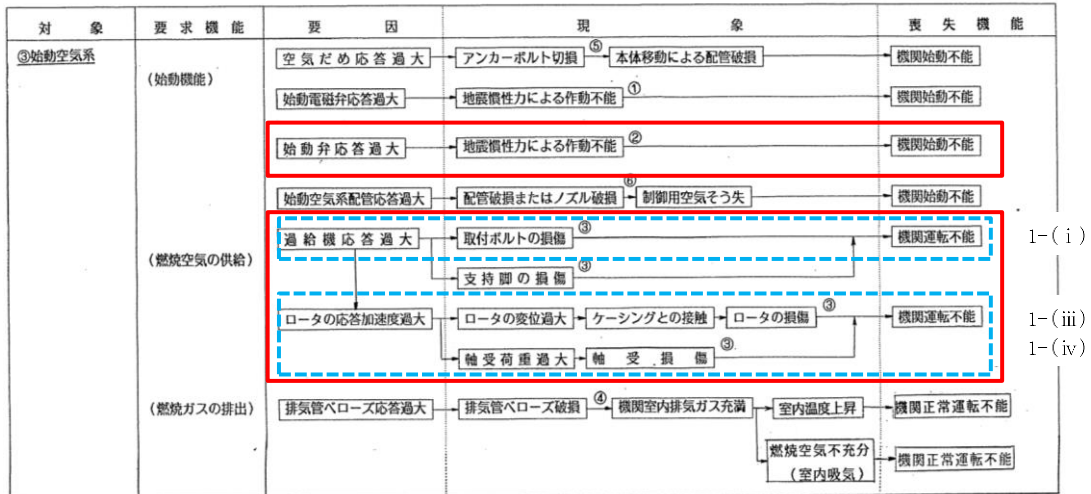 対象 要求機能 要因 現象 喪失機能
③始動空気系
(始動機能)
空気だめ応答過大 アンカーボルト切損 ⑤ 本体移動による配管破損 機関始動不能
始動電磁弁応答過大 地震慣性力による作動不能 ① 機関始動不能
始動弁応答過大 地震慣性力による作動不能 ② 機関始動不能
始動空気系配管応答過大 配管破損またはノズル破損 ⑥ 制御用空気そう失 機関始動不能
(燃焼空気の供給)
過給機応答過大 取付ボルトの損傷 ③ 機関運転不能 1-(ⅰ)
支持脚の損傷 ③
ロータの応答加速度過大 ロータの変位過大 ケーシングとの接触 ロータの損傷 ③ 機関運転不能 1-(ⅲ)
軸受荷重過大 軸受損傷 ③ 1-(ⅳ)
(燃焼ガスの排出)
排気管ベローズ応答過大 排気管ベローズ破損 ④ 機関室内排気ガス充満 室内温度上昇 機関正常運転不能
燃焼空気不充分
(室内吸気)
機関正常運転不能